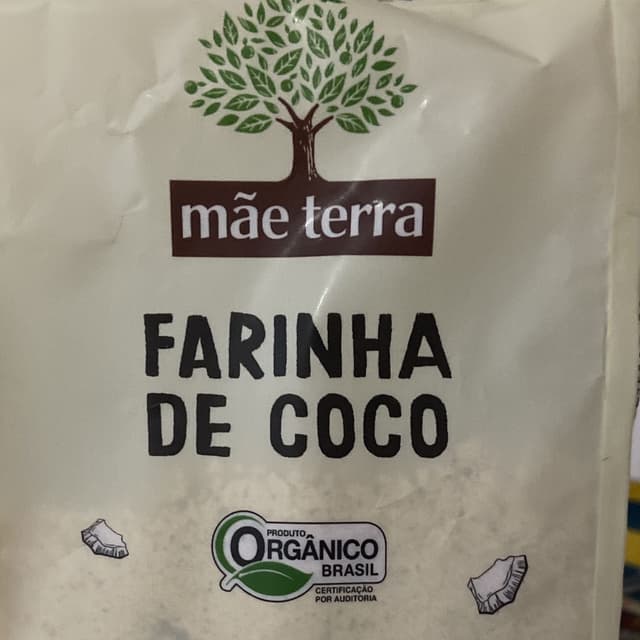 mãe terra
FARINHA
DE COCO
PRODUTO
ORGÂNICO
BRASIL
CERTIFICAÇÃO
POR AUDITORIA